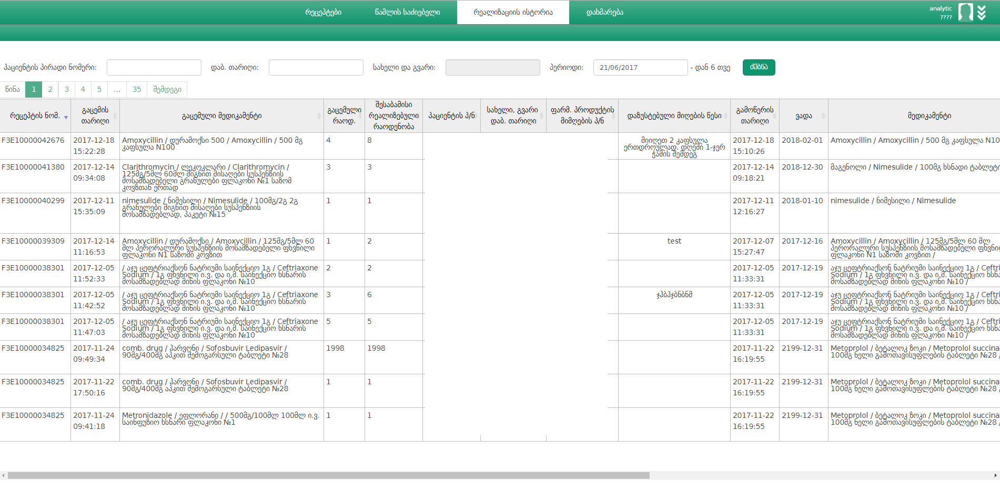 რეცეპტები
წამლის საძიებელი
რეალიზაციის ისტორია
დახმარება
analytic
????
პაციენტის პირადი ნომერი:
დაბ. თარიღი:
სახელი და გვარი:
პერიოდი:
21/06/2017
- დან 6 თვე
ძებნა
წინა 1 2 3 4 5 ... 35 შემდეგი
რეცეპტის ნომ.
გაცემის
თარიღი
გაცემული მედიკამენტი
გაცემული
რაოდ.
შესაბამისი
რეალიზებული
რაოდენობა
პაციენტის პ/ნ
სახელი, გვარი
დაბ. თარიღი
ფარმ. პროდუქტის
მიმღების პ/ნ
დაზუსტებული მიღების წესი
გამოწერის
თარიღი
ვადა
მედიკამენტი
F3E10000042676
2017-12-18
15:22:28
Amoxycillin / დურამოქსი 500 / Amoxycillin / 500 მგ
კაფსულა N100
4
8
მიიღეთ 2 კაფსულა
ერთდროულად. დღეში 1-ჯერ
ჭამის შემდეგ
2017-12-18
15:10:26
2018-02-01
Amoxycillin / Amoxycillin / 500 მგ კაფსულა N10
F3E10000041380
2017-12-14
09:34:08
Clarithromycin / ლეკოკლარი / Clarithromycin /
125მგ/5მლ 60მლ შიგნით მისაღები სუსპენზიის
მოსამზადებელი გრანულები ფლაკონი №1 საზომ
კოვზთან ერთად
3
3
2017-12-14
09:18:21
2018-12-30
მაგენოლი / Nimesulide / 100მგ ხსნადი ტაბლეტი
F3E10000040299
2017-12-11
15:35:09
nimesulide / ნიმესილი / Nimesulide / 100მგ/2გ 2გ
გრანულები შიგნით მისაღები სუსპენზიის
მოსამზადებლად, პაკეტი №15
1
1
2017-12-11
12:16:27
2018-01-10
nimesulide / ნიმესილი / Nimesulide
F3E10000039309
2017-12-14
11:16:53
Amoxycillin / დურამოქსი / Amoxycillin / 125მგ/5მლ 60
მლ პერორალური სუსპენზიის მოსამზადებელი ფხვნილი
ფლაკონი N1 საზომი კოვზით
1
2
test
2017-12-07
15:27:47
2017-12-16
Amoxycillin / Amoxycillin / 125მგ/5მლ 60 მლ
პერორალური სუსპენზიის მოსამზადებელი ფხვნილ
ფლაკონი N1 საზომი კოვზით /
F3E10000038301
2017-12-05
11:52:33
/ აჯუ ცეფტრიაქსონ ნატრიუმი საინექციო 1გ / Ceftriaxone
Sodium / 1გ ფხვნილი ი.ვ. და ი.მ. საინექციო ხსნარის
მოსამზადებლად მინის ფლაკონი №10
2
2
2017-12-05
11:33:31
2017-12-19
აჯუ ცეფტრიაქსონ ნატრიუმი საინექციო 1გ / Ceftri
Sodium / 1გ ფხვნილი ი.ვ. და ი.მ. საინექციო ხსნა
მოსამზადებლად მინის ფლაკონი №10 /
F3E10000038301
2017-12-05
11:42:52
/ აჯუ ცეფტრიაქსონ ნატრიუმი საინექციო 1გ / Ceftriaxone
Sodium / 1გ ფხვნილი ი.ვ. და ი.მ. საინექციო ხსნარის
მოსამზადებლად მინის ფლაკონი №10
3
6
ჯჰბჰჯბნბნმ
2017-12-05
11:33:31
2017-12-19
აჯუ ცეფტრიაქსონ ნატრიუმი საინექციო 1გ / Ceftri
Sodium / 1გ ფხვნილი ი.ვ. და ი.მ. საინექციო ხსნა
მოსამზადებლად მინის ფლაკონი №10 /
F3E10000038301
2017-12-05
11:47:03
/ აჯუ ცეფტრიაქსონ ნატრიუმი საინექციო 1გ / Ceftriaxone
Sodium / 1გ ფხვნილი ი.ვ. და ი.მ. საინექციო ხსნარის
მოსამზადებლად მინის ფლაკონი №10
5
5
2017-12-05
11:33:31
2017-12-19
აჯუ ცეფტრიაქსონ ნატრიუმი საინექციო 1გ / Ceftri
Sodium / 1გ ფხვნილი ი.ვ. და ი.მ. საინექციო ხსნა
მოსამზადებლად მინის ფლაკონი №10 /
F3E10000034825
2017-11-24
09:49:34
comb. drug / ჰარვონი / Sofosbuvir Ledipasvir /
90მგ/400მგ აპკით შემოგარსული ტაბლეტი №28
1998
1998
2017-11-22
16:19:55
2199-12-31
Metoprolol / ბეტალოკ ზოკი / Metoprolol succina
100მგ ნელი გამოთავისუფლების ტაბლეტი №28 /
F3E10000034825
2017-11-22
17:50:16
comb. drug / ჰარვონი / Sofosbuvir Ledipasvir /
90მგ/400მგ აპკით შემოგარსული ტაბლეტი №28
1
1
2017-11-22
16:19:55
2199-12-31
Metoprolol / ბეტალოკ ზოკი / Metoprolol succina
100მგ ნელი გამოთავისუფლების ტაბლეტი №28 /
F3E10000034825
2017-11-24
09:41:18
Metronidazole / ეფლორანი / / 500მგ/100მლ 100მლ ი.ვ.
საინფუზიო ხსნარი ფლაკონი №1
1
1
2017-11-22
16:19:55
2199-12-31
Metoprolol / ბეტალოკ ზოკი / Metoprolol succina
100მგ ნელი გამოთავისუფლების ტაბლეტი №28 /